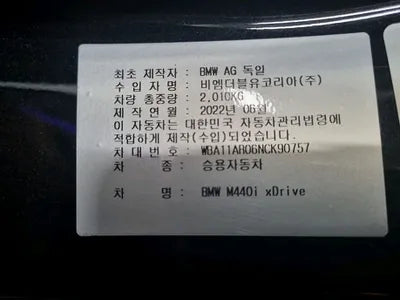 최초 제작자 : BMW AG 독일
수 입 자 명 : 비엠더블유코리아(주)
차량 총중량 : 2,010KG
제 작 연 월 : 2022년 06월
이 자동차는 대한민국 자동차관리법령에
적합하게 제작(수입)되었습니다.
차 대 번 호 : WBA11AR06NCK90757
차 종 : 승용자동차
차 명 : BMW M440i xDrive